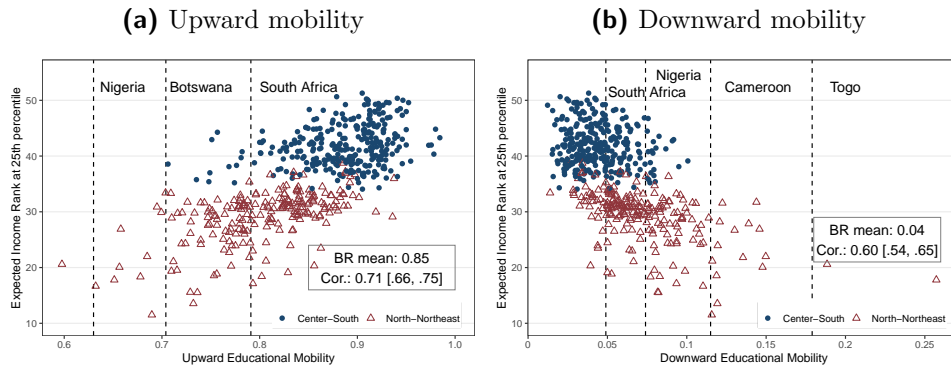 (a) Upward mobility
Expected Income Rank at 25th percentile
50
40
30
20
10
Nigeria
Botswana
South Africa
BR mean: 0.85
Cor.: 0.71 [.66, .75]
Center−South
North−Northeast
0.6
0.7
0.8
0.9
1.0
Upward Educational Mobility
(b) Downward mobility
Expected Income Rank at 25th percentile
50
40
30
20
10
South Africa
Nigeria
Cameroon
Togo
BR mean: 0.04
Cor.: 0.60 [.54, .65]
Center−South
North−Northeast
0
0.05
0.1
0.15
0.2
0.25
Downward Educational Mobility